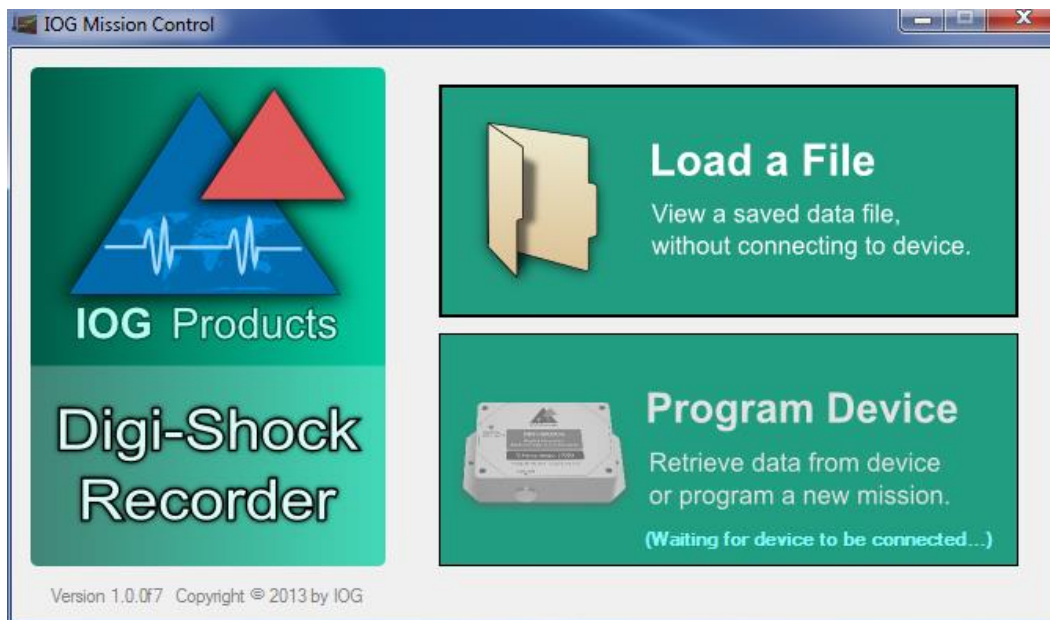 IOG Mission Control
IOG Products
Digi-Shock
Recorder
Version 1.0.0f7 Copyright © 2013 by IOG
Load a File
View a saved data file,
without connecting to device.
Program Device
Retrieve data from device
or program a new mission.
(Waiting for device to be connected...)